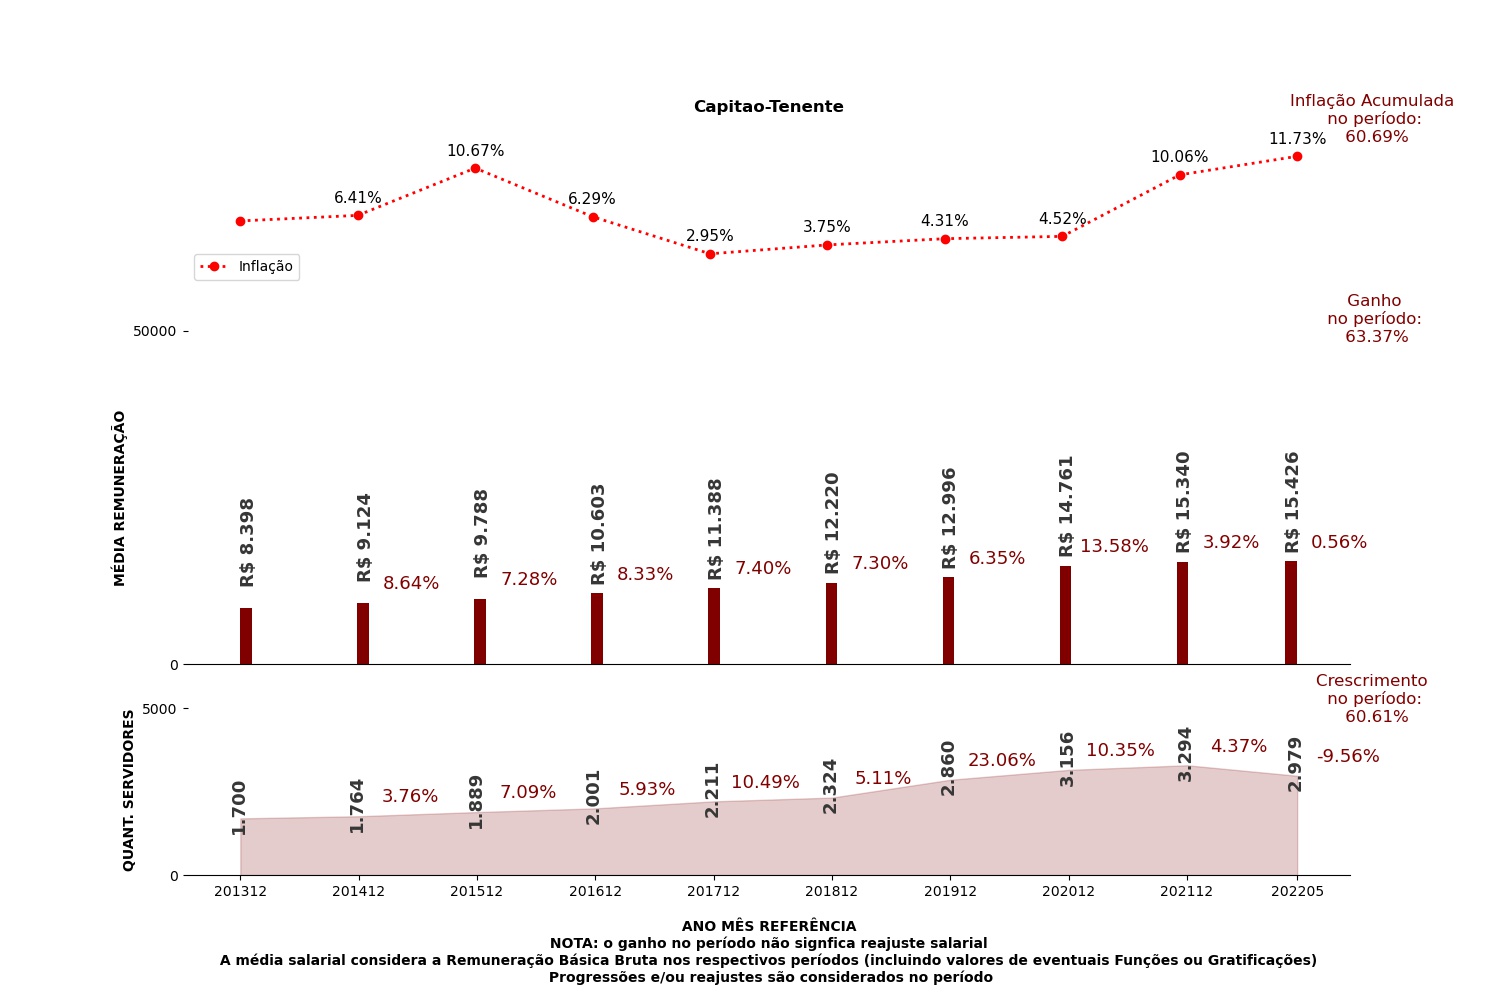 Capitao-Tenente
Inflação Acumulada
no período:
60.69%
6.41%
10.67%
6.29%
2.95%
3.75%
4.31%
4.52%
10.06%
11.73%
Inflação
Ganho
no período:
63.37%
50000
0
MÉDIA REMUNERAÇÃO
R$ 8.398
R$ 9.124
R$ 9.788
R$ 10.603
R$ 11.388
R$ 12.220
R$ 12.996
R$ 14.761
R$ 15.340
R$ 15.426
8.64%
7.28%
8.33%
7.40%
7.30%
6.35%
13.58%
3.92%
0.56%
Crescrimento
no período:
60.61%
5000
0
QUANT. SERVIDORES
1.700
1.764
1.889
2.001
2.211
2.324
2.860
3.156
3.294
2.979
3.76%
7.09%
5.93%
10.49%
5.11%
23.06%
10.35%
4.37%
-9.56%
201312
201412
201512
201612
201712
201812
201912
202012
202112
202205
ANO MÊS REFERÊNCIA
NOTA: o ganho no período não signfica reajuste salarial
A média salarial considera a Remuneração Básica Bruta nos respectivos períodos (incluindo valores de eventuais Funções ou Gratificações)
Progressões e/ou reajustes são considerados no período